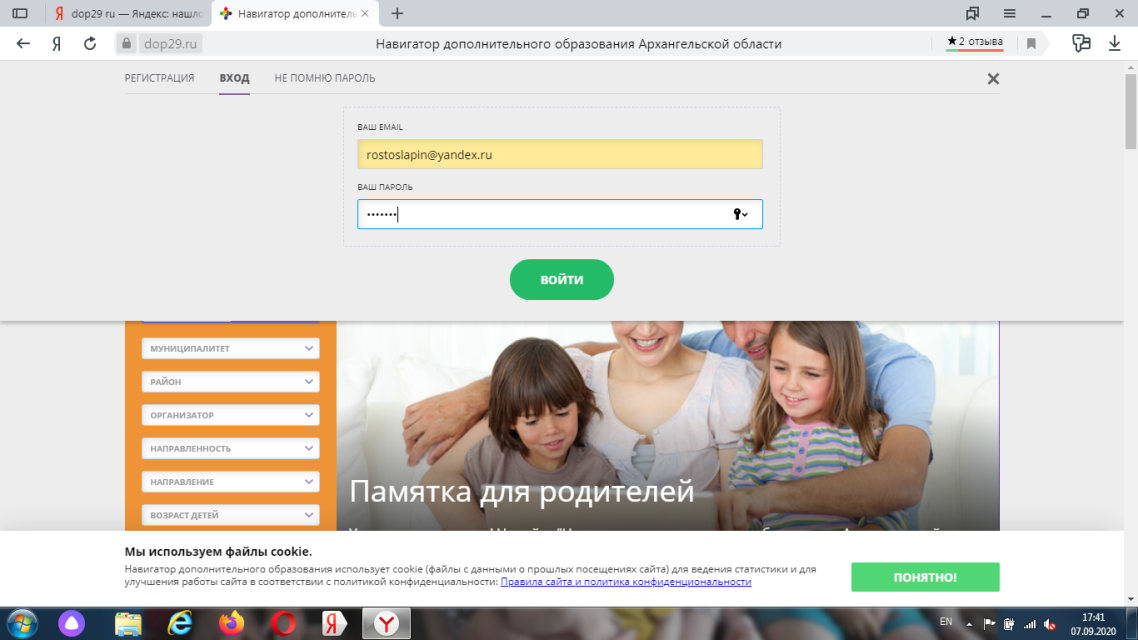 dop29 ru — Яндекс: нашло
Навигатор дополнитель
dop29.ru
Навигатор дополнительного образования Архангельской области
2 отзыва
РЕГИСТРАЦИЯ ВХОД НЕ ПОМНЮ ПАРОЛЬ
ВАШ EMAIL
rostoslapin@yandex.ru
ВАШ ПАРОЛЬ
•••••••
ВОЙТИ
МУНИЦИПАЛИТЕТ
РАЙОН
ОРГАНИЗАТОР
НАПРАВЛЕННОСТЬ
НАПРАВЛЕНИЕ
ВОЗРАСТ ДЕТЕЙ
Памятка для родителей
Мы используем файлы cookie.
Навигатор дополнительного образования использует cookie (файлы с данными о прошлых посещениях сайта) для ведения статистики и для
улучшения работы сайта в соответствии с политикой конфиденциальности: Правила сайта и политика конфиденциональности
ПОНЯТНО!
EN
17:41
07.09.2020